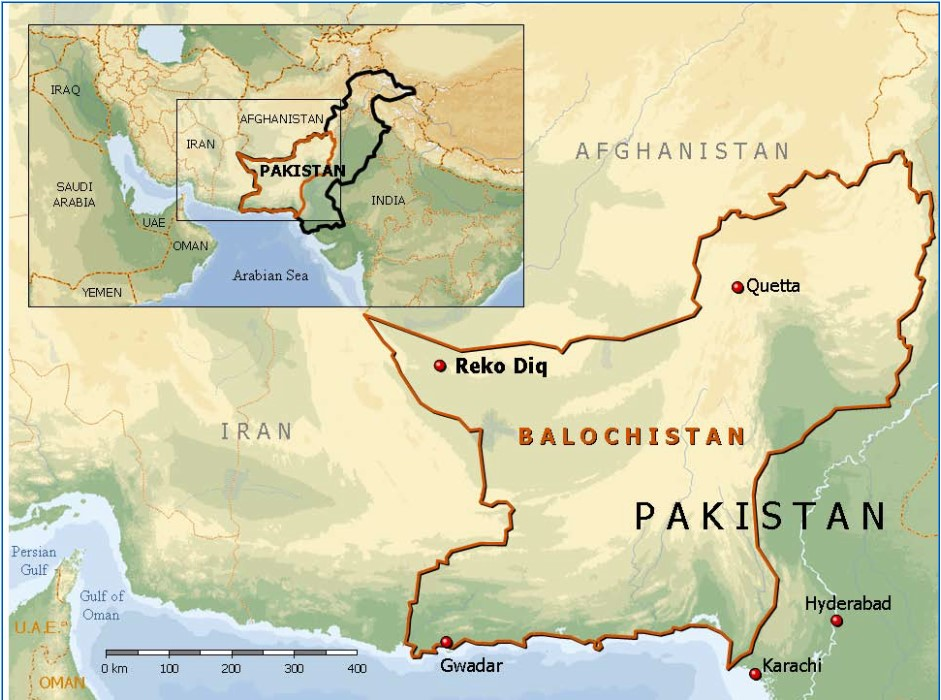 IRAQ
AFGHANISTAN
IRAN
PAKISTAN
SAUDI
ARABIA
INDIA
UAE
OMAN
Arabian Sea
YEMEN
AFGHANISTAN
Quetta
Reko Diq
IRAN
BALOCHISTAN
PAKISTAN
Persian
Gulf
Gulf of
Oman
Hyderabad
U.A.E.
0 km 100 200 300 400
Gwadar
Karachi
OMAN